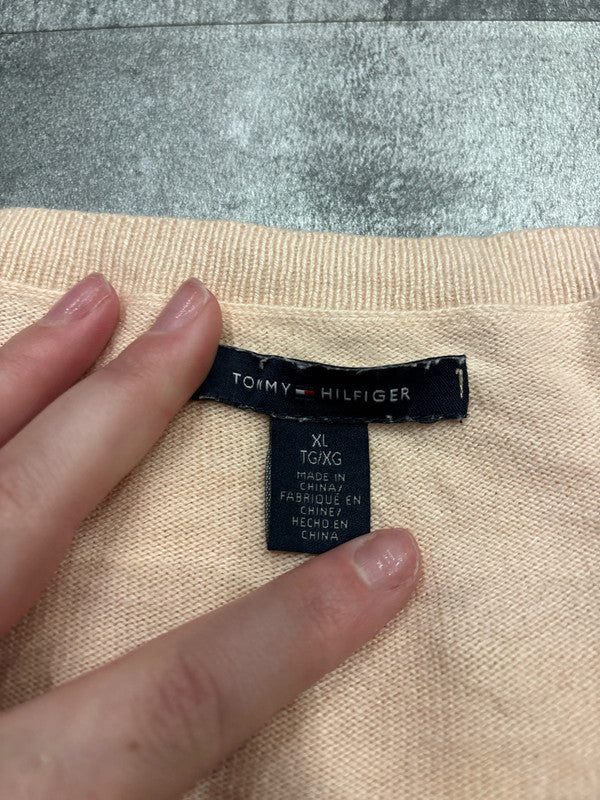 TOMMY HILFIGER
XL
TG/XG
MADE IN
CHINA/
FABRIQUÉ EN
CHINE/
HECHO EN
CHINA